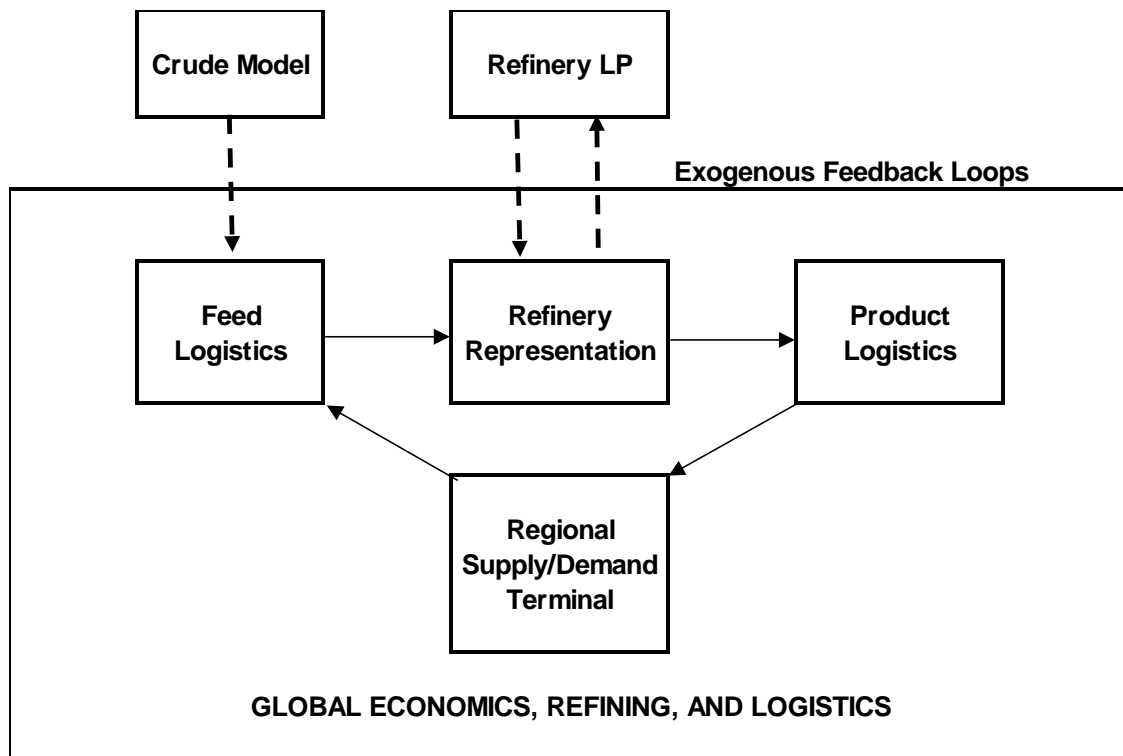 Crude Model
Refinery LP
Exogenous Feedback Loops
Feed
Logistics
Refinery
Representation
Product
Logistics
Regional
Supply/Demand
Terminal
GLOBAL ECONOMICS, REFINING, AND LOGISTICS